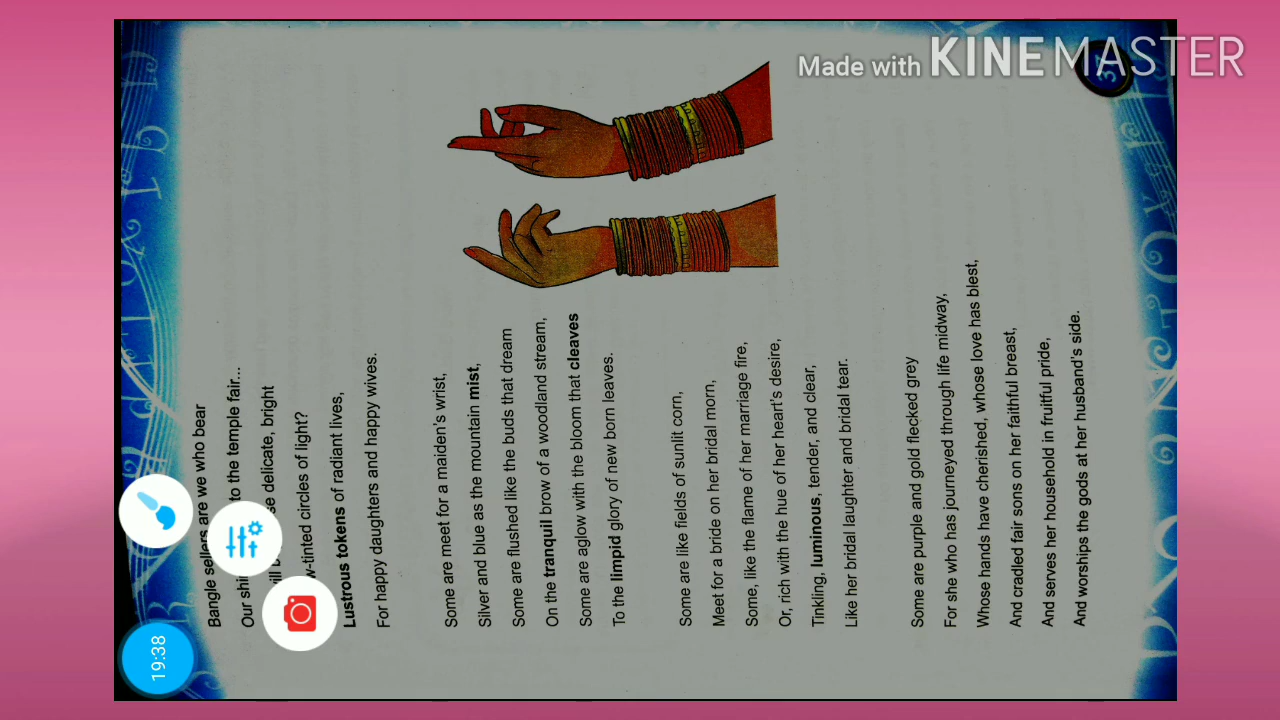 Made with KINEMASTER
37
19:38
Bangle sellers are we who bear
Our shi to the temple fair...
delicate, bright
w-tinted circles of light?
Lustrous tokens of radiant lives,
For happy daughters and happy wives.
Some are meet for a maiden's wrist,
Silver and blue as the mountain mist,
Some are flushed like the buds that dream
On the tranquil brow of a woodland stream,
Some are aglow with the bloom that cleaves
To the limpid glory of new born leaves.
Some are like fields of sunlit corn,
Meet for a bride on her bridal morn,
Some, like the flame of her marriage fire,
Or, rich with the hue of her heart's desire,
Tinkling, luminous, tender, and clear,
Like her bridal laughter and bridal tear.
Some are purple and gold flecked grey
For she who has journeyed through life midway,
Whose hands have cherished, whose love has blest,
And cradled fair sons on her faithful breast,
And serves her household in fruitful pride,
And worships the gods at her husband's side.